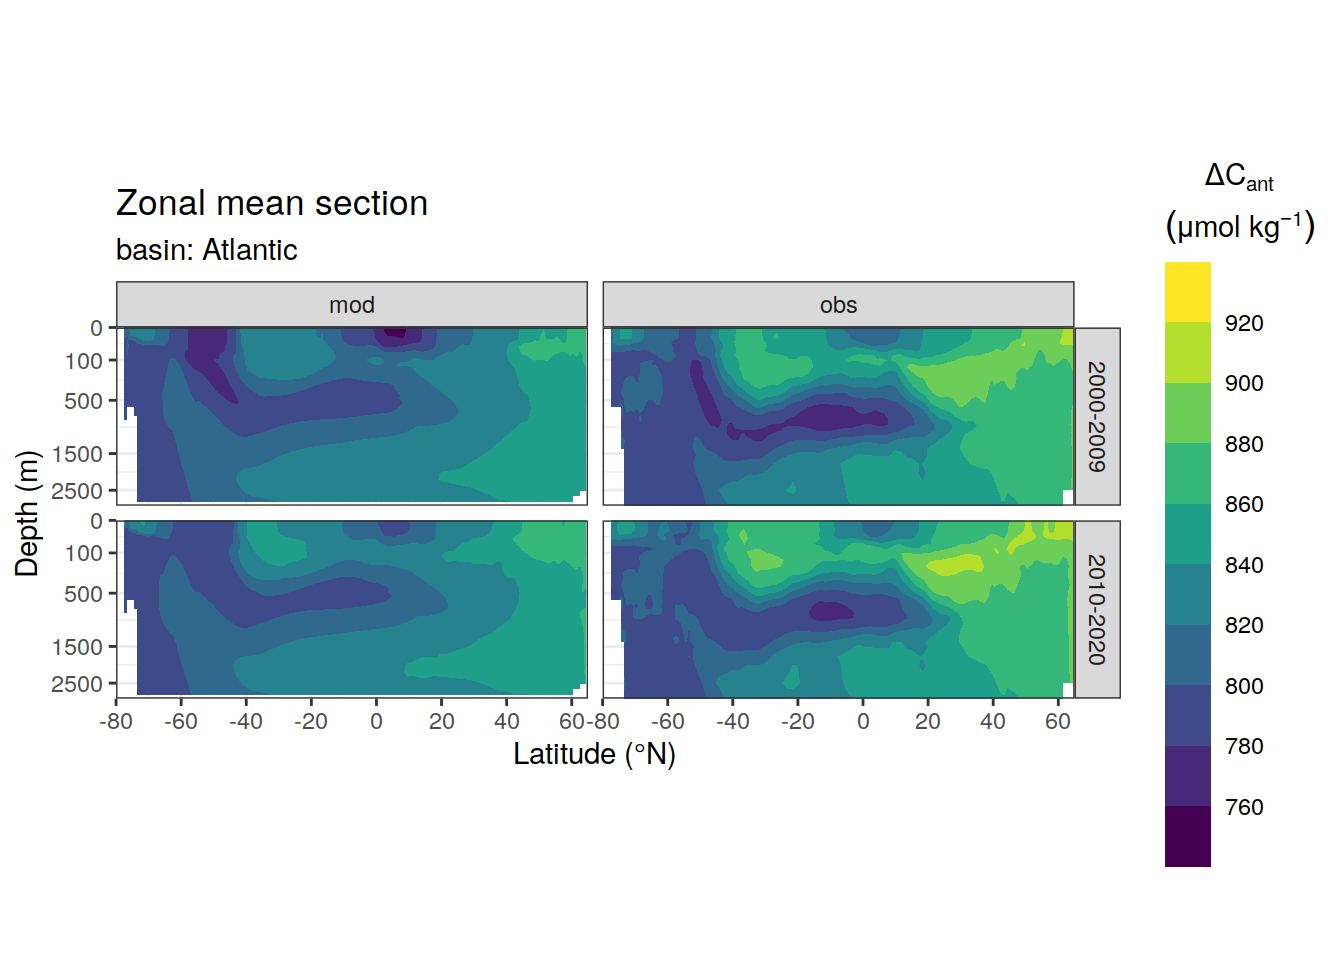 Zonal mean section
basin: Atlantic
mod
obs
0
100
500
1500
2500
2000-2009
0
100
500
1500
2500
2010-2020
-80 -60 -40 -20 0 20 40 60
-80 -60 -40 -20 0 20 40 60
Depth (m)
Latitude (°N)
ΔCant
(μmol kg⁻¹)
920
900
880
860
840
820
800
780
760